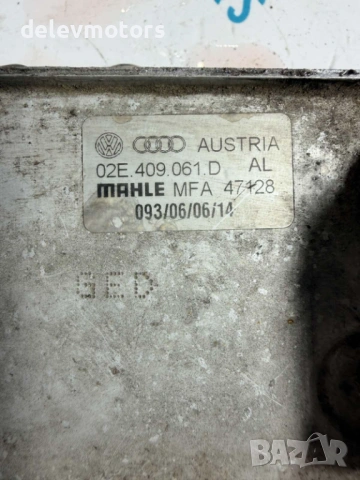 delevmotors
AUSTRIA
02E.409.061.D AL
MAHLE MFA 47128
093/06/06/14
GED
BAZAR